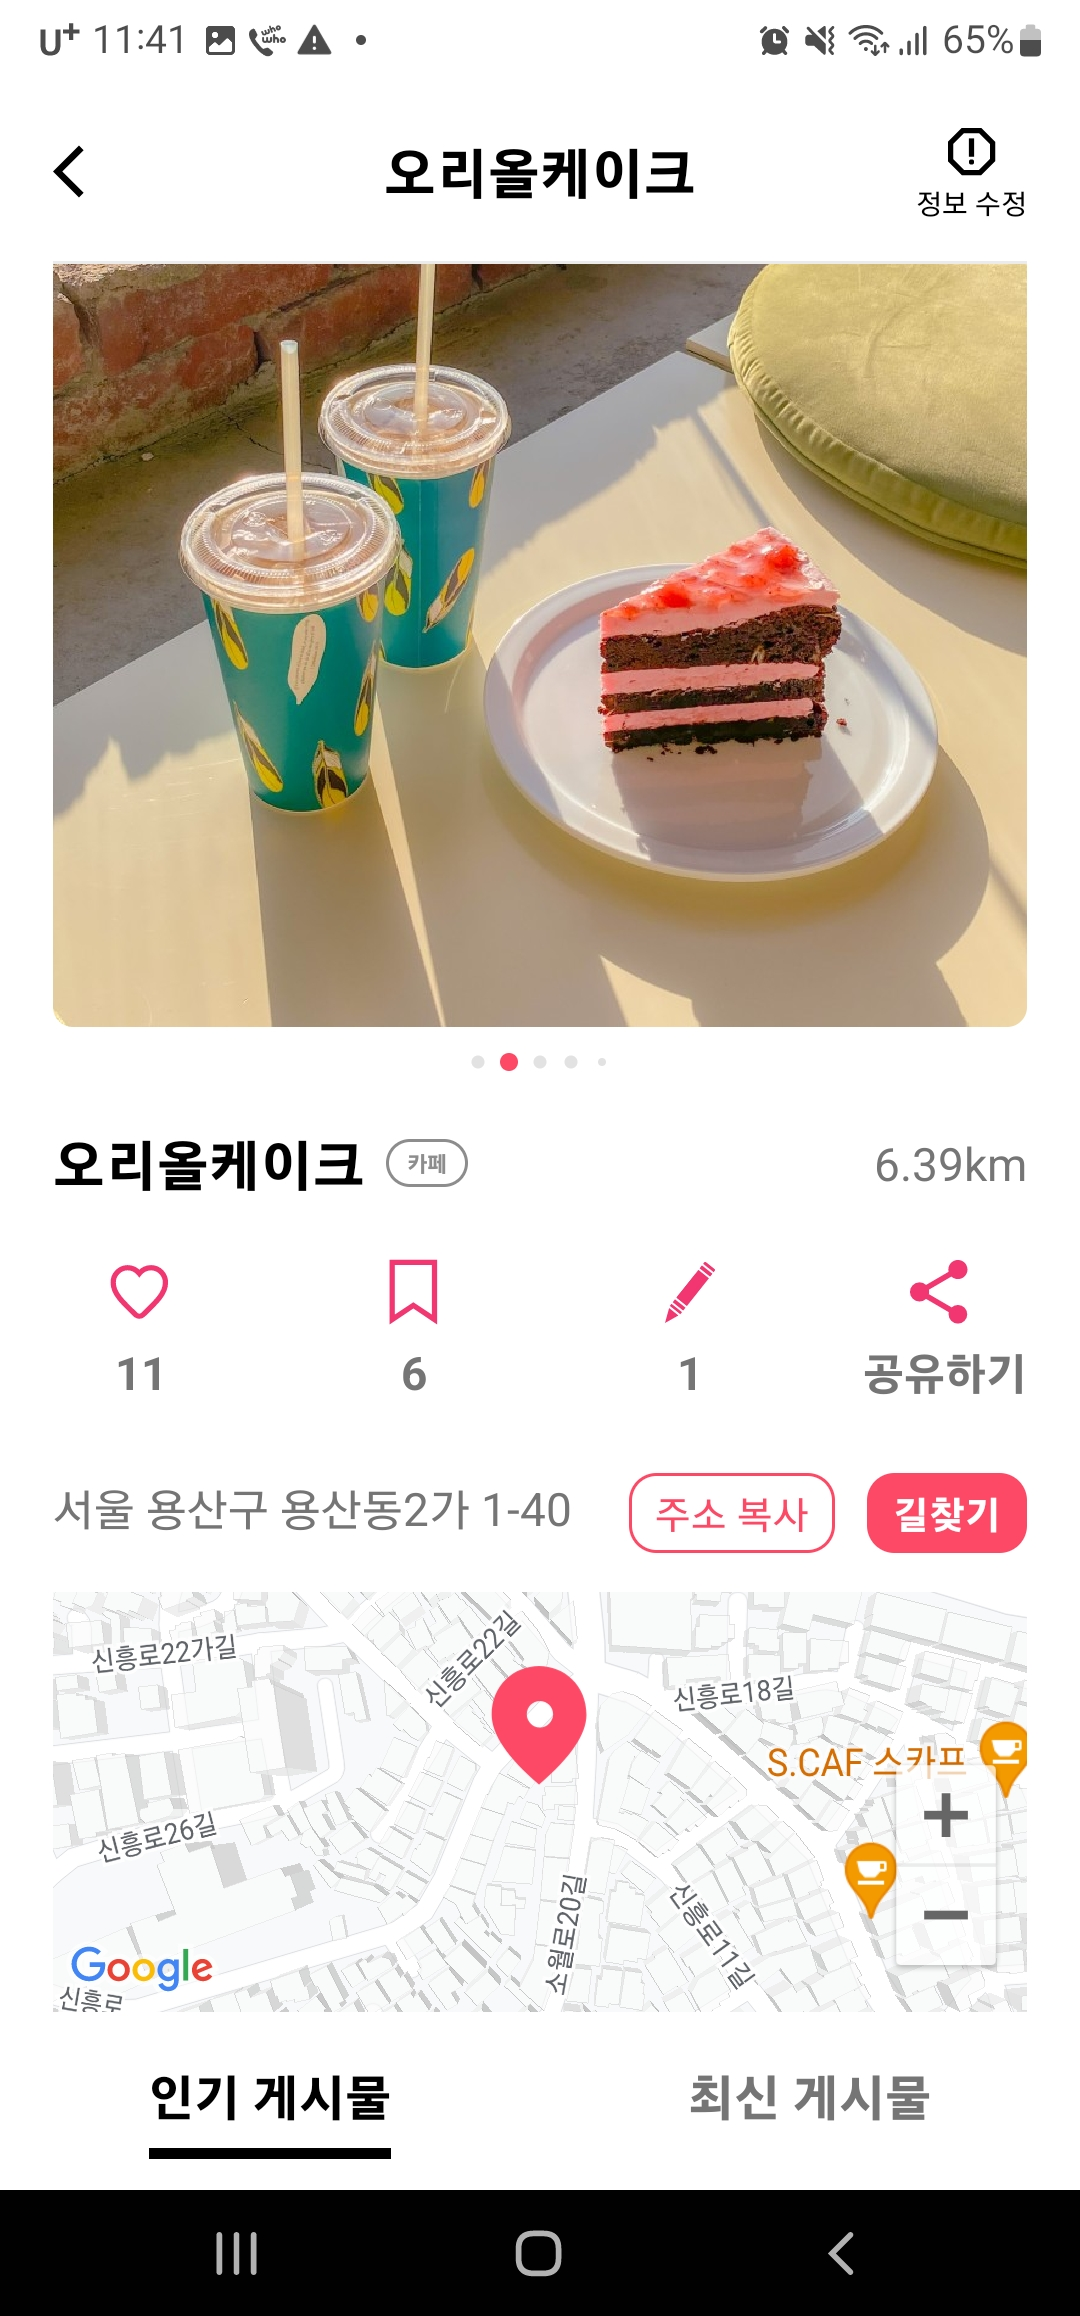 U+ 11:41 who who 65%
오리올케이크
정보 수정
오리올케이크 카페 6.39km
11 6 1 공유하기
서울 용산구 용산동2가 1-40 주소 복사 길찾기
신흥로22가길
신흥로22길
신흥로18길
S.CAF 스카프
신흥로26길
소월로20길
신흥로11길
Google
신흥로
인기 게시물 최신 게시물